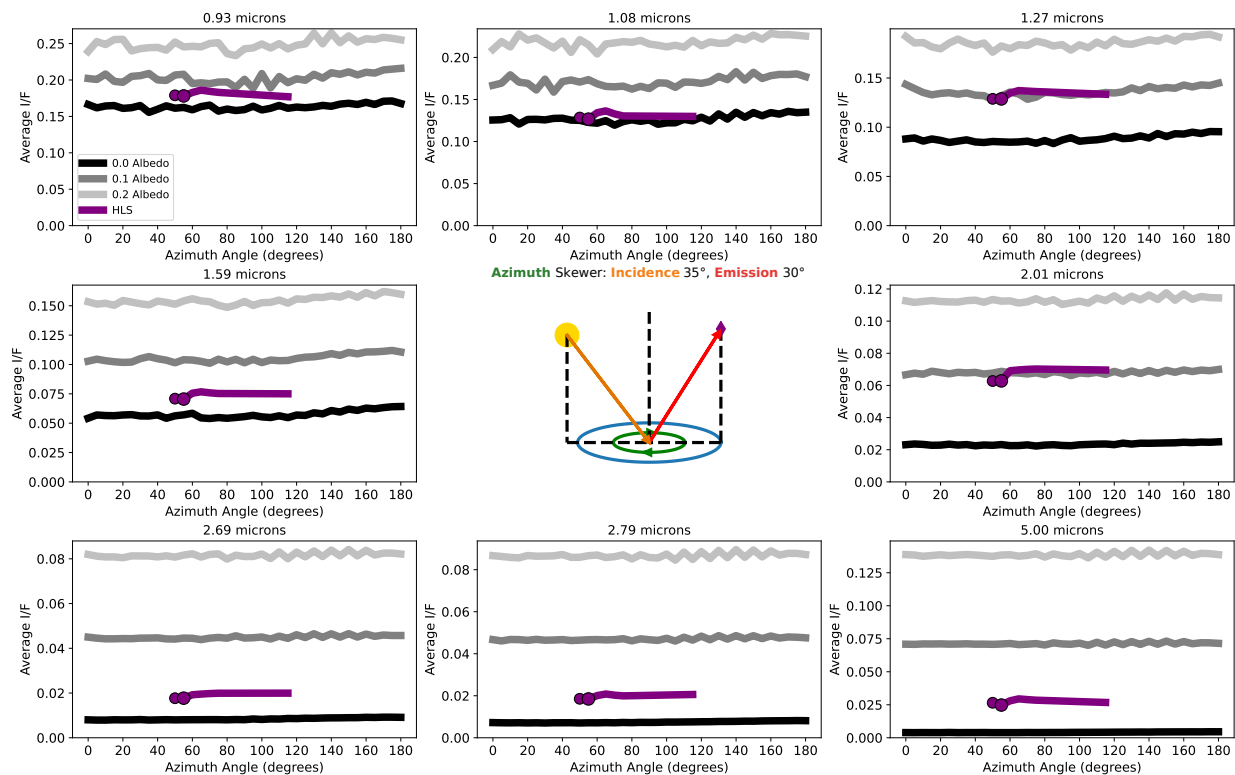 0.93 microns
Average I/F
0.25
0.20
0.15
0.10
0.05
0.00
0.0 Albedo
0.1 Albedo
0.2 Albedo
HLS
0 20 40 60 80 100 120 140 160 180
Azimuth Angle (degrees)
1.08 microns
Average I/F
0.20
0.15
0.10
0.05
0.00
0 20 40 60 80 100 120 140 160 180
Azimuth Angle (degrees)
1.27 microns
Average I/F
0.15
0.10
0.05
0.00
0 20 40 60 80 100 120 140 160 180
Azimuth Angle (degrees)
1.59 microns
Average I/F
0.150
0.125
0.100
0.075
0.050
0.025
0.000
0 20 40 60 80 100 120 140 160 180
Azimuth Angle (degrees)
Azimuth Skewer: Incidence 35°, Emission 30°
2.01 microns
Average I/F
0.12
0.10
0.08
0.06
0.04
0.02
0.00
0 20 40 60 80 100 120 140 160 180
Azimuth Angle (degrees)
2.69 microns
Average I/F
0.08
0.06
0.04
0.02
0.00
0 20 40 60 80 100 120 140 160 180
Azimuth Angle (degrees)
2.79 microns
Average I/F
0.08
0.06
0.04
0.02
0.00
0 20 40 60 80 100 120 140 160 180
Azimuth Angle (degrees)
5.00 microns
Average I/F
0.125
0.100
0.075
0.050
0.025
0.000
0 20 40 60 80 100 120 140 160 180
Azimuth Angle (degrees)